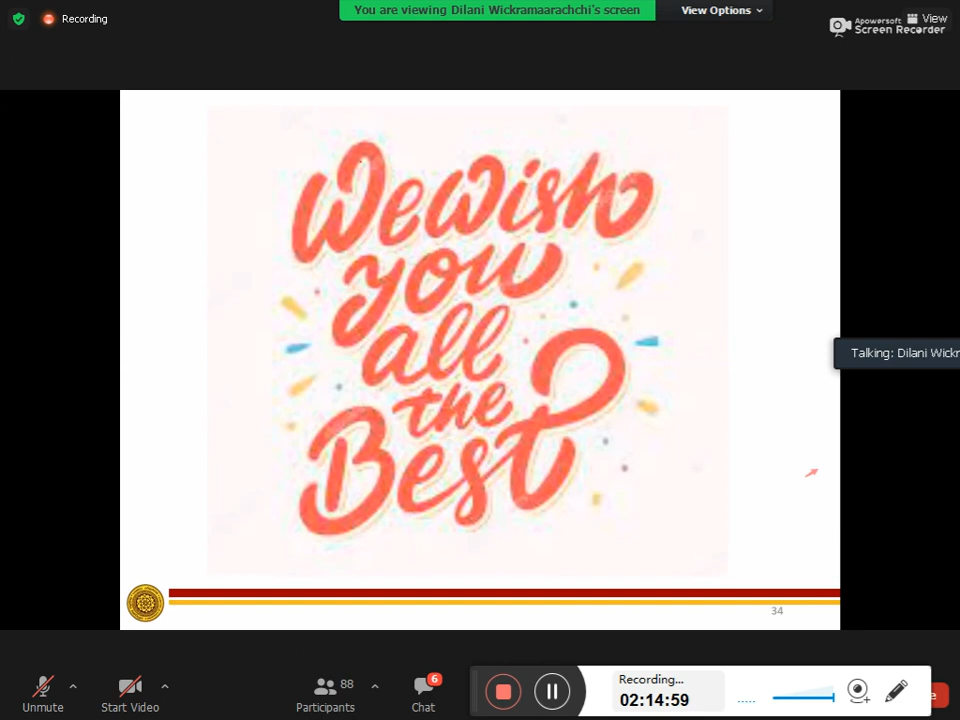 Recording
You are viewing Dilani Wickramaarachchi's screen
View Options
View
Apowersoft
Screen Recorder
We wish
you
all
the
Best
Talking: Dilani Wickr
34
Unmute
Start Video
88
Participants
6
Chat
Recording...
02:14:59